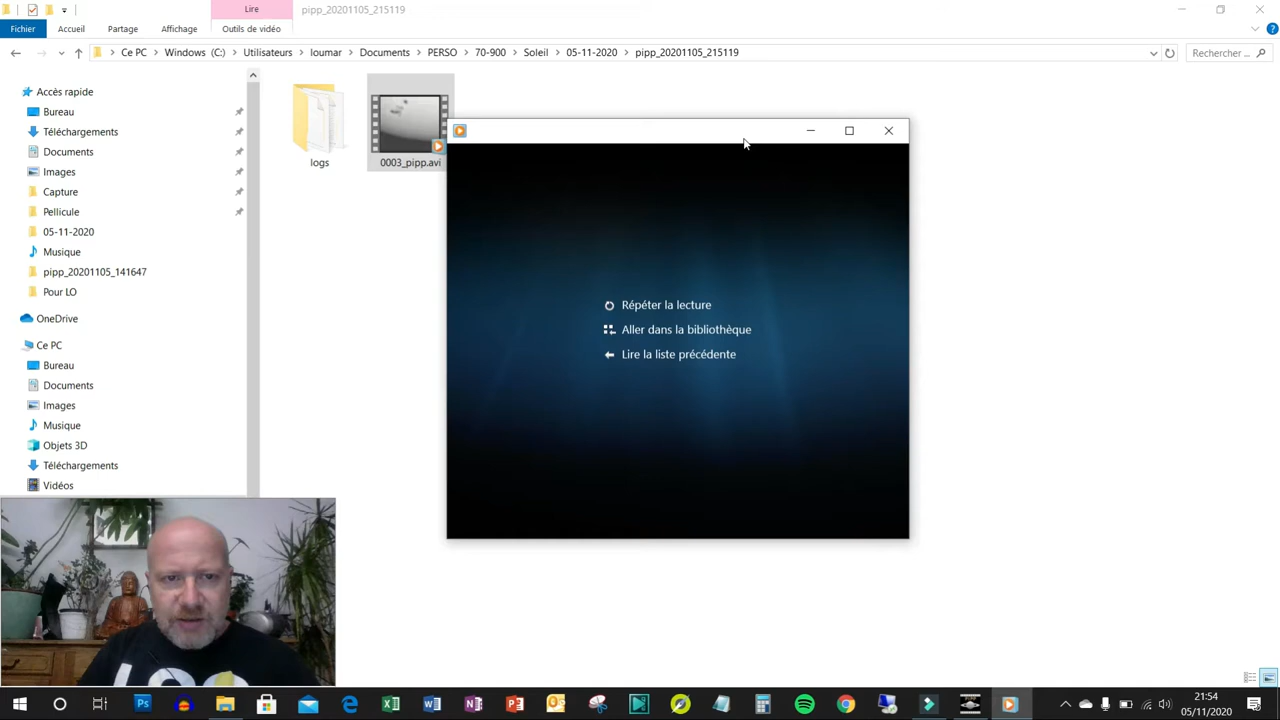 Lire
pipp_20201105_215119
Fichier
Accueil
Partage
Affichage
Outils de vidéo
Ce PC
Windows (C:)
Utilisateurs
loumar
Documents
PERSO
70-900
Soleil
05-11-2020
pipp_20201105_215119
Rechercher ...
Accès rapide
Bureau
Téléchargements
Documents
Images
Capture
Pellicule
05-11-2020
Musique
pipp_20201105_141647
Pour LO
OneDrive
Ce PC
Bureau
Documents
Images
Musique
Objets 3D
Téléchargements
Vidéos
logs
0003_pipp.avi
Répéter la lecture
Aller dans la bibliothèque
Lire la liste précédente
21:54
05/11/2020